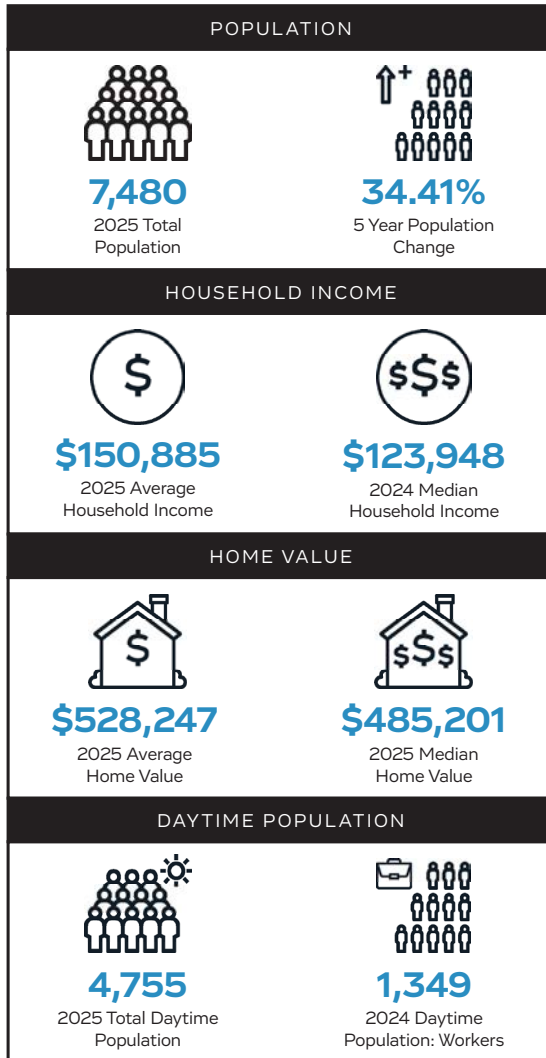 POPULATION
7,480
2025 Total
Population
34.41%
5 Year Population
Change
HOUSEHOLD INCOME
$
$150,885
2025 Average
Household Income
$$$
$123,948
2024 Median
Household Income
HOME VALUE
$
$528,247
2025 Average
Home Value
$$$
$485,201
2025 Median
Home Value
DAYTIME POPULATION
4,755
2025 Total Daytime
Population
1,349
2024 Daytime
Population: Workers